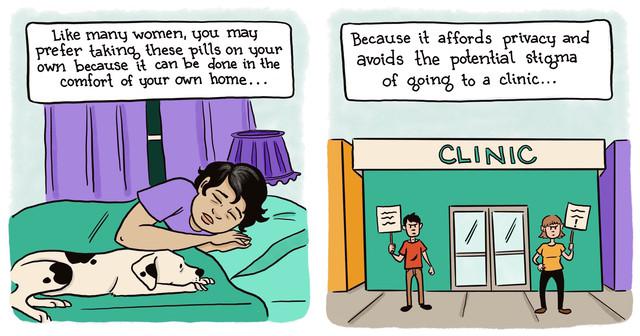 Like many women, you may
prefer taking these pills on your
own because it can be done in the
comfort of your own home...
Because it affords privacy and
avoids the potential stigma
of going to a clinic...
CLINIC